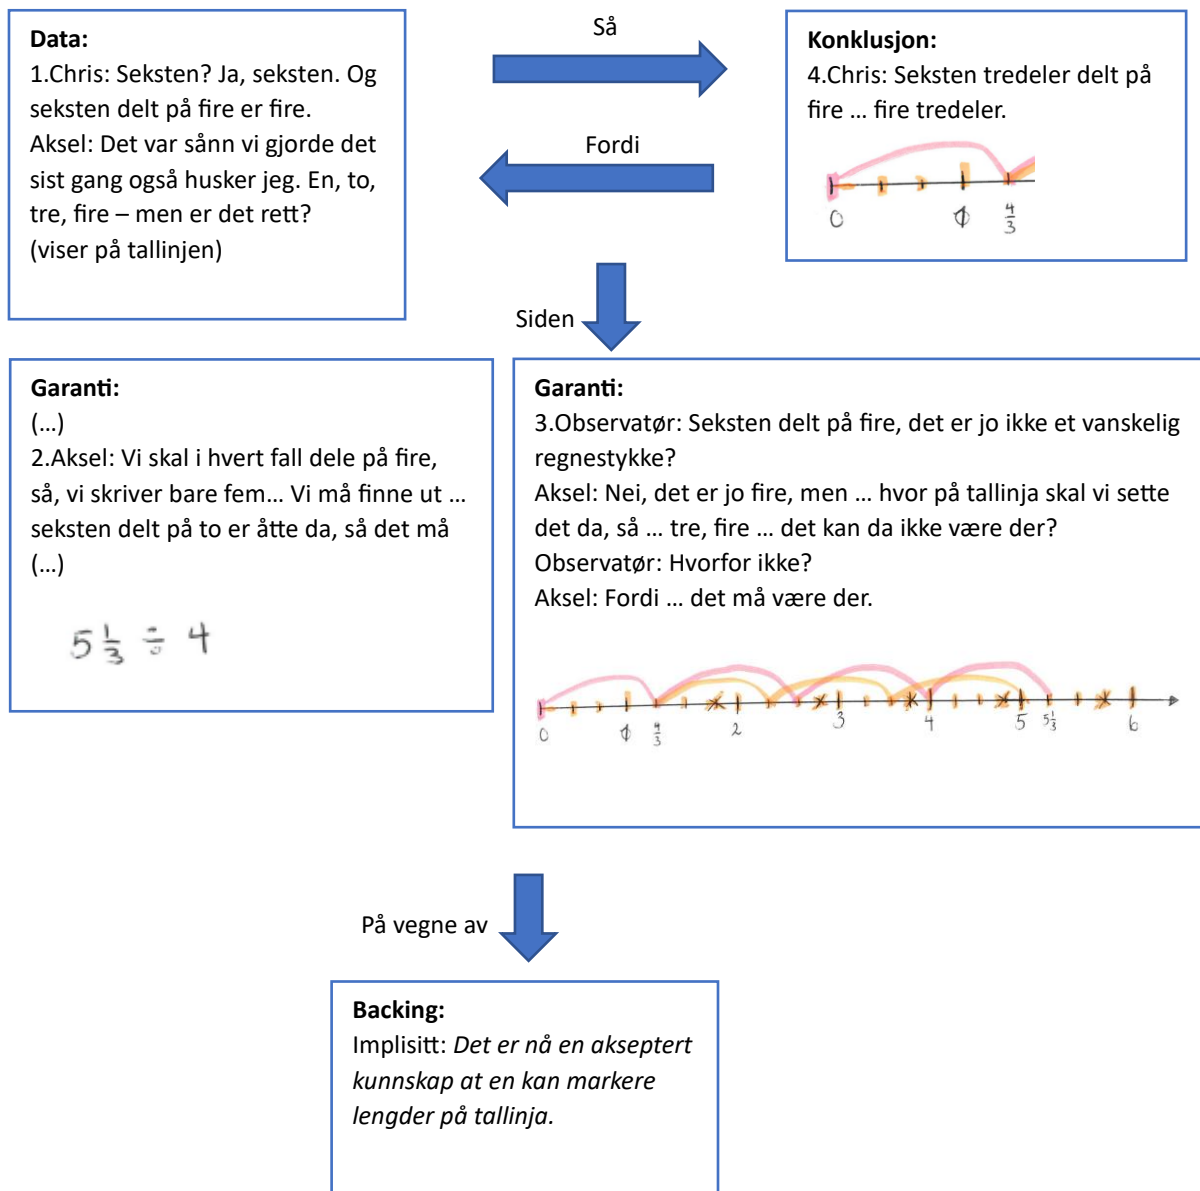 Data:
1.Chris: Seksten? Ja, seksten. Og
seksten delt på fire er fire.
Aksel: Det var sånn vi gjorde det
sist gang også husker jeg. En, to,
tre, fire – men er det rett?
(viser på tallinjen)
Så
Fordi
Konklusjon:
4.Chris: Seksten tredeler delt på
fire ... fire tredeler.
0 1 4/3
Siden
Garanti:
(...)
2.Aksel: Vi skal i hvert fall dele på fire,
så, vi skriver bare fem... Vi må finne ut ...
seksten delt på to er åtte da, så det må
(...)
5 1/3 ÷ 4
Garanti:
3.Observatør: Seksten delt på fire, det er jo ikke et vanskelig
regnestykke?
Aksel: Nei, det er jo fire, men ... hvor på tallinja skal vi sette
det da, så ... tre, fire ... det kan da ikke være der?
Observatør: Hvorfor ikke?
Aksel: Fordi ... det må være der.
0 1 4/3 2 3 4 5 5 1/3 6
På vegne av
Backing:
Implisitt: Det er nå en akseptert
kunnskap at en kan markere
lengder på tallinja.